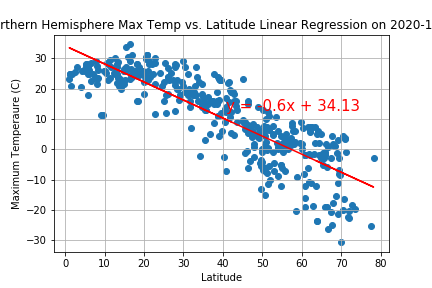 rthern Hemisphere Max Temp vs. Latitude Linear Regression on 2020-1
30
20
10
0
−10
−20
−30
Maximum Temperaure (C)
y = -0.6x + 34.13
0 10 20 30 40 50 60 70 80
Latitude